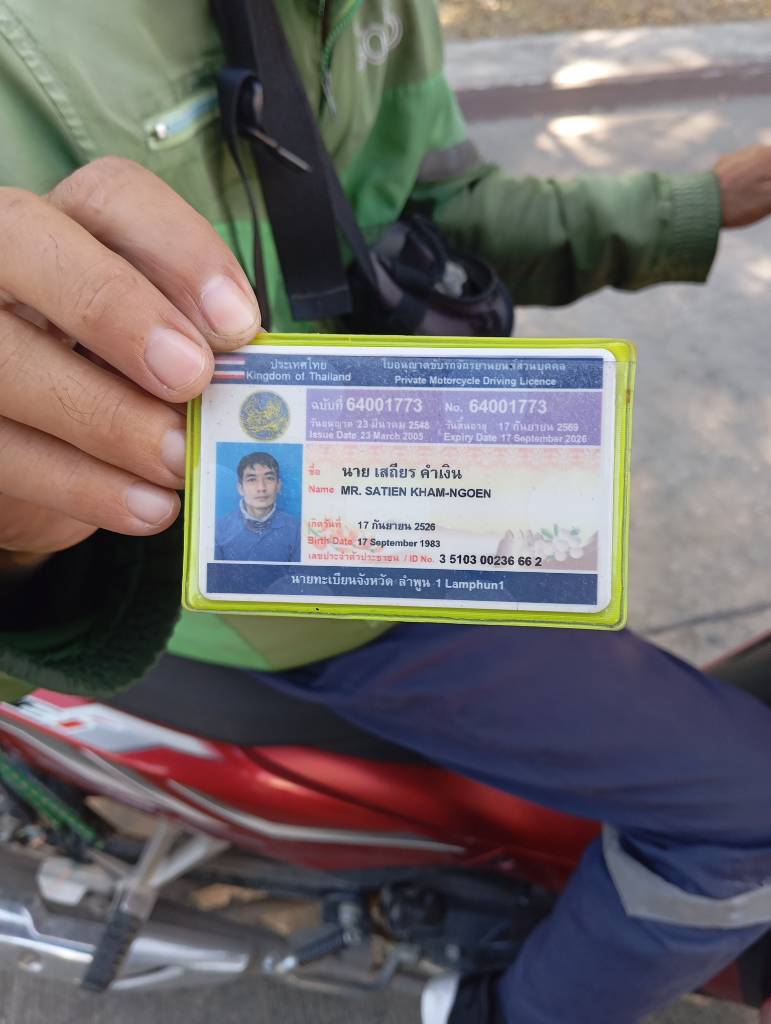 ประเทศไทย
Kingdom of Thailand
ใบอนุญาตขับรถจักรยานยนต์ส่วนบุคคล
Private Motorcycle Driving Licence
ฉบับที่ 64001773
No. 64001773
วันอนุญาต 23 มีนาคม 2548
Issue Date 23 March 2005
วันสิ้นอายุ 17 กันยายน 2569
Expiry Date 17 September 2026
ชื่อ นาย เสถียร คำเงิน
Name MR. SATIEN KHAM-NGOEN
เกิดวันที่ 17 กันยายน 2526
Birth Date 17 September 1983
เลขประจำตัวประชาชน / ID No. 3 5103 00236 66 2
นายทะเบียนจังหวัด ลำพูน 1 Lamphun1